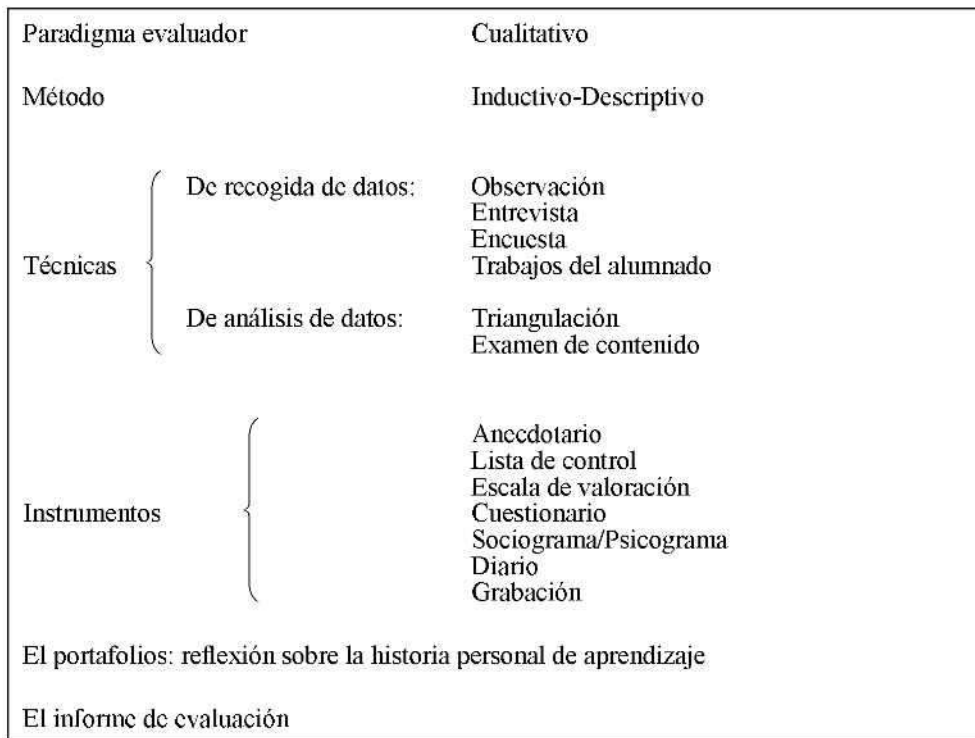 Paradigma evaluador Cualitativo
Método Inductivo-Descriptivo
De recogida de datos: Observación
Entrevista
Encuesta
Técnicas Trabajos del alumnado
De análisis de datos: Triangulación
Examen de contenido
Anecdotario
Lista de control
Escala de valoración
Instrumentos Cuestionario
Sociograma/Psicograma
Diario
Grabación
El portafolios: reflexión sobre la historia personal de aprendizaje
El informe de evaluación